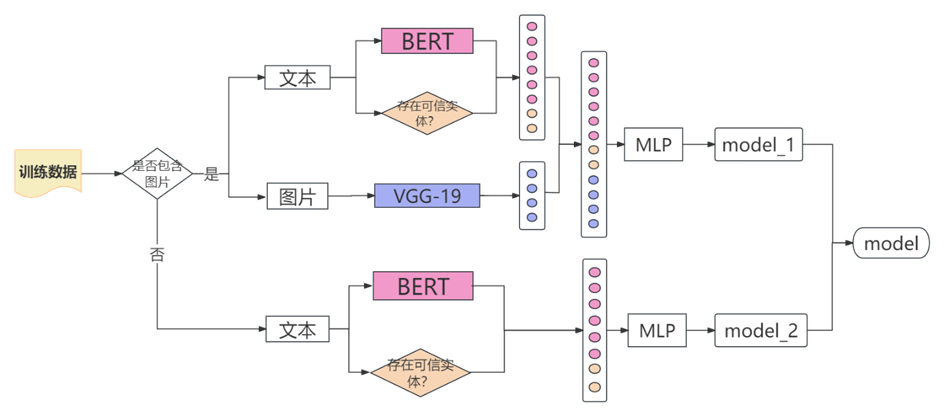 训练数据
是否包含
图片
是
文本
BERT
存在可信实
体?
图片
VGG-19
MLP
model_1
否
文本
BERT
存在可信实
体?
MLP
model_2
model